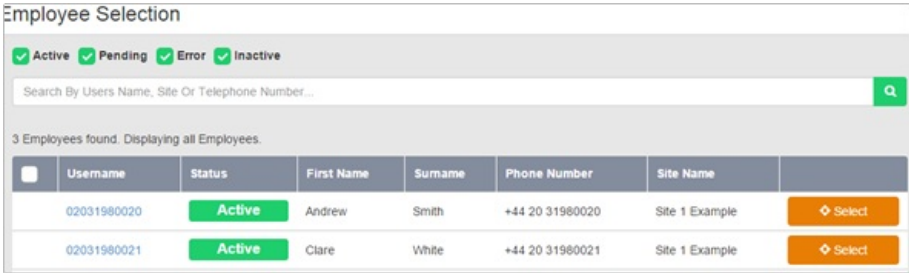 Employee Selection
Active Pending Error Inactive
Search By Users Name, Site Or Telephone Number...
3 Employees found. Displaying all Employees.
Username Status First Name Surname Phone Number Site Name
02031980020 Active Andrew Smith +44 20 31980020 Site 1 Example Select
02031980021 Active Clare White +44 20 31980021 Site 1 Example Select